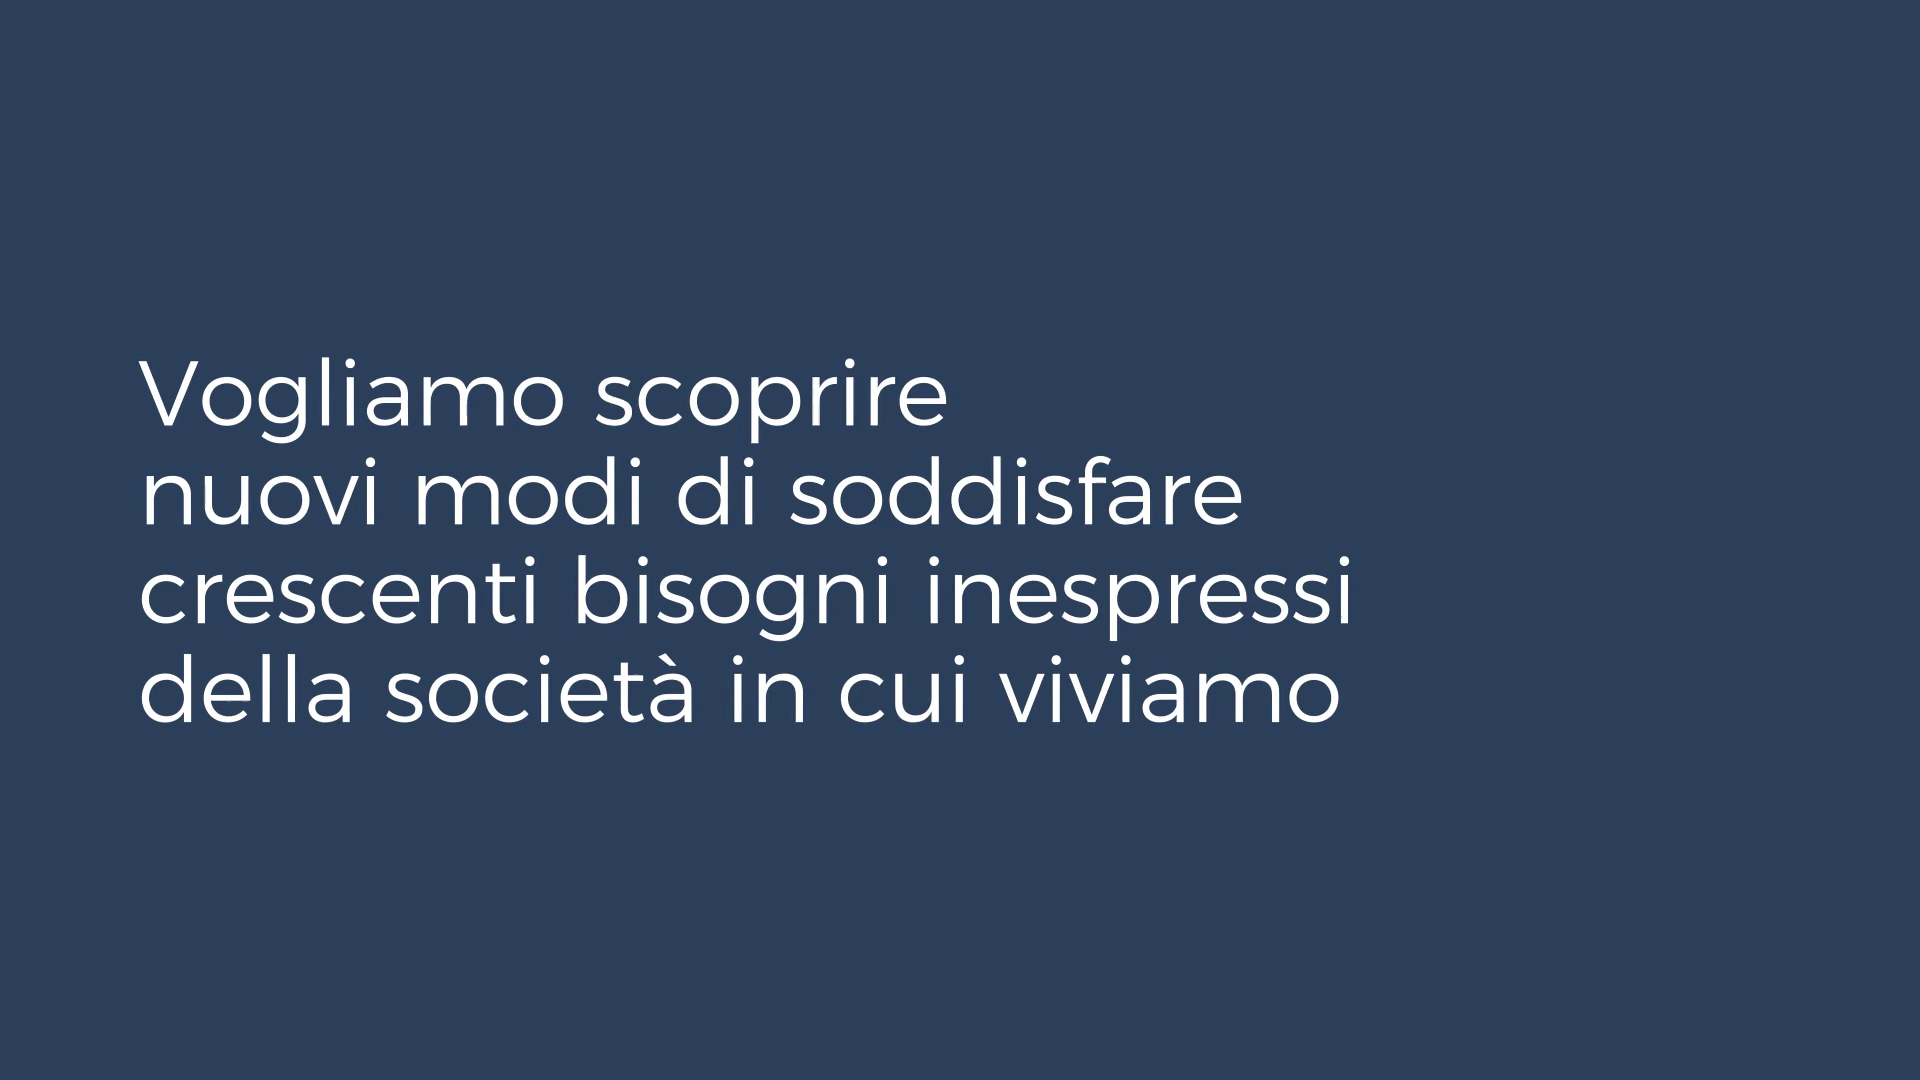 Vogliamo scoprire
nuovi modi di soddisfare
crescenti bisogni inespressi
della società in cui viviamo